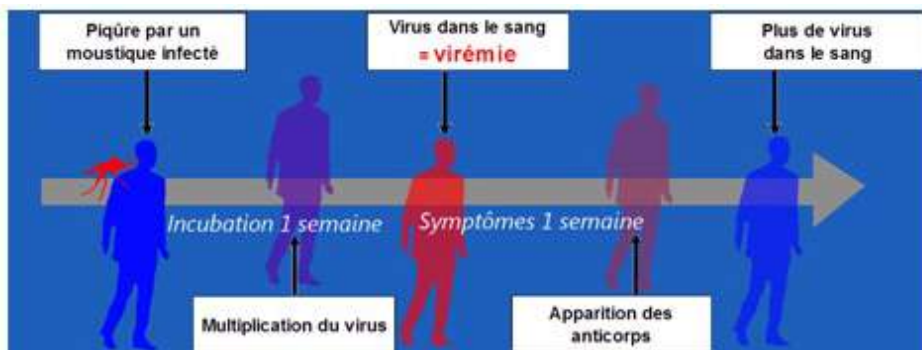 Piqûre par un
moustique infecté
Virus dans le sang
= virémie
Plus de virus
dans le sang
Incubation 1 semaine
Symptômes 1 semaine
Multiplication du virus
Apparition des
anticorps